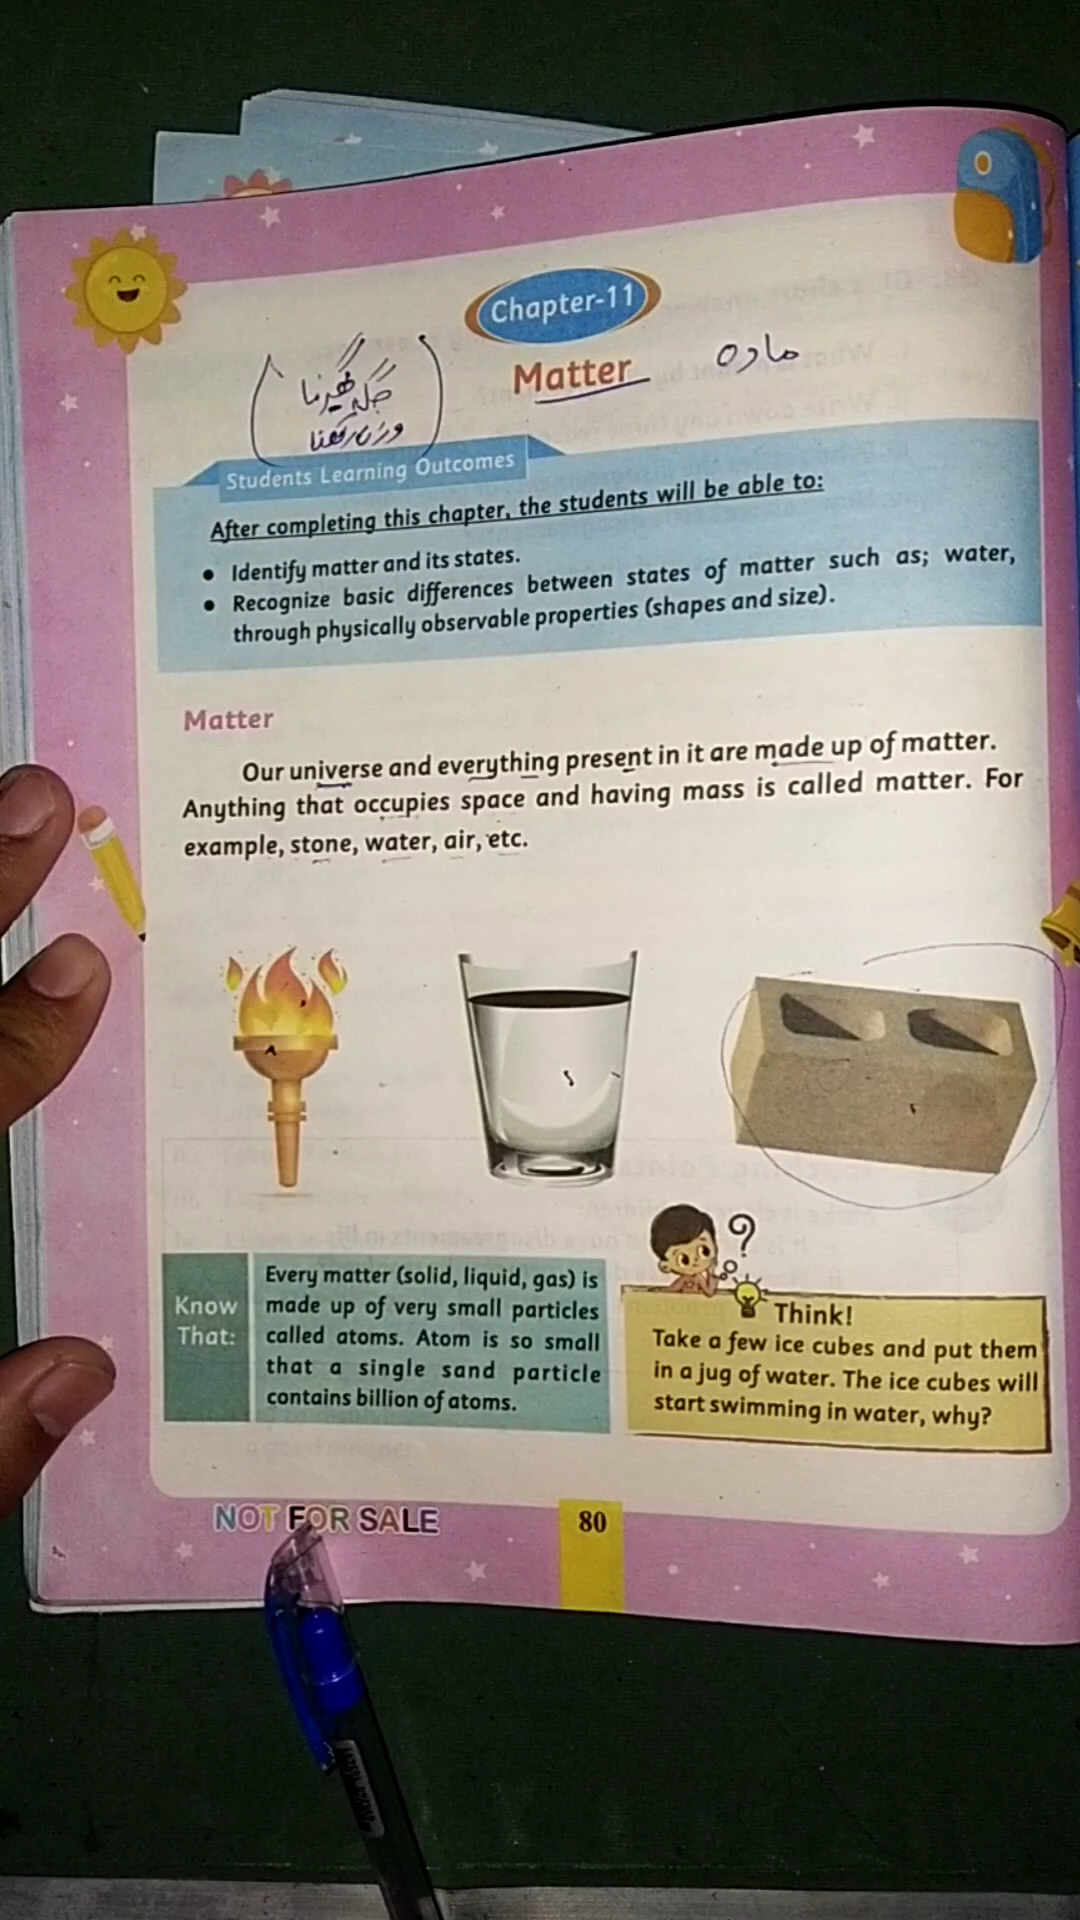 Chapter-11
Matter ماده
جگہ گھیرنا
وزن رکھنا
Students Learning Outcomes
After completing this chapter, the students will be able to:
• Identify matter and its states.
• Recognize basic differences between states of matter such as; water,
through physically observable properties (shapes and size).
Matter
Our universe and everything present in it are made up of matter.
Anything that occupies space and having mass is called matter. For
example, stone, water, air, etc.
Know
That:
Every matter (solid, liquid, gas) is
made up of very small particles
called atoms. Atom is so small
that a single sand particle
contains billion of atoms.
?
Think!
Take a few ice cubes and put them
in a jug of water. The ice cubes will
start swimming in water, why?
NOT FOR SALE
80